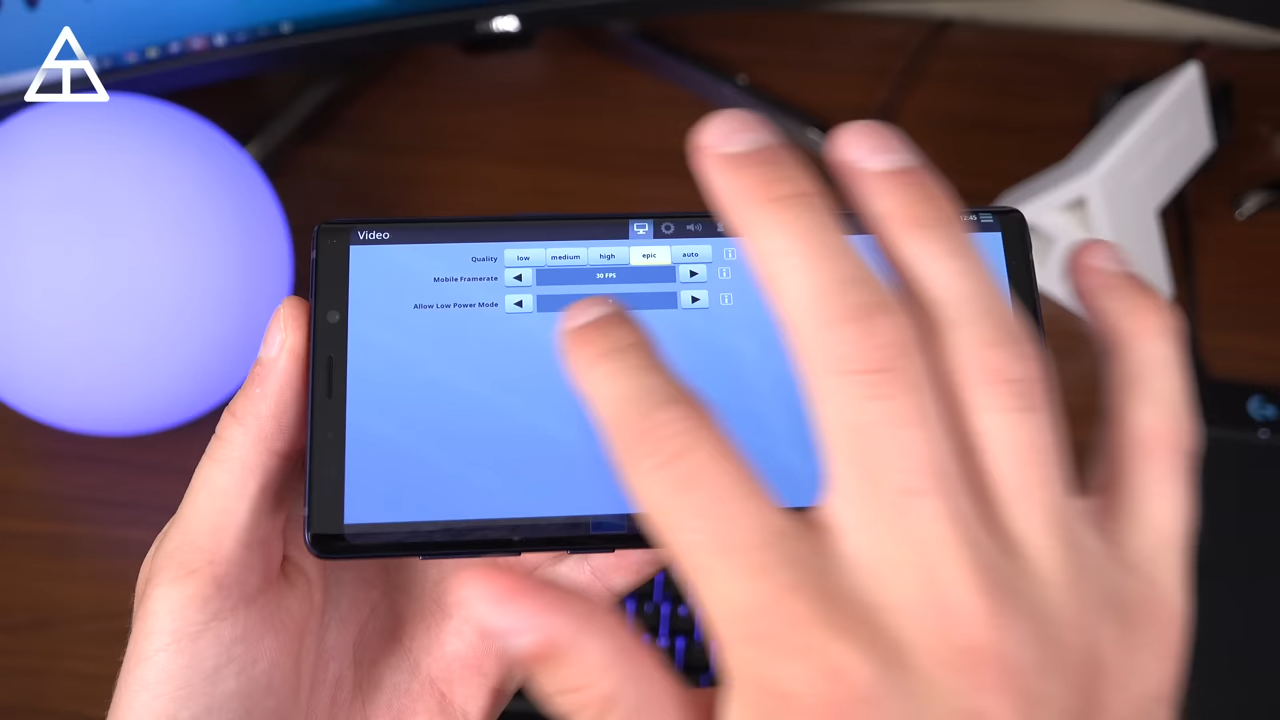 12:45
Video
Quality low medium high epic auto
Mobile Framerate 30 FPS
Allow Low Power Mode